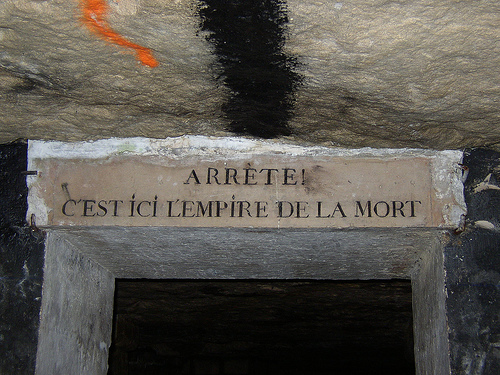 ARRÊTE!
C'EST ICI L'EMPIRE DE LA MORT